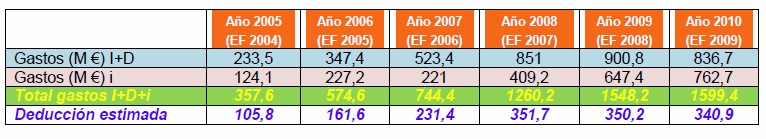 Año 2005 Año 2006 Año 2007 Año 2008 Año 2009 Año 2010
(EF 2004) (EF 2005) (EF 2006) (EF 2007) (EF 2008) (EF 2009)
Gastos (M €) I+D 233,5 347,4 523,4 851 900,8 836,7
Gastos (M €) i 124,1 227,2 221 409,2 647,4 762,7
Total gastos I+D+i 357,6 574,6 744,4 1260,2 1548,2 1599,4
Deducción estimada 105,8 161,6 231,4 351,7 350,2 340,9